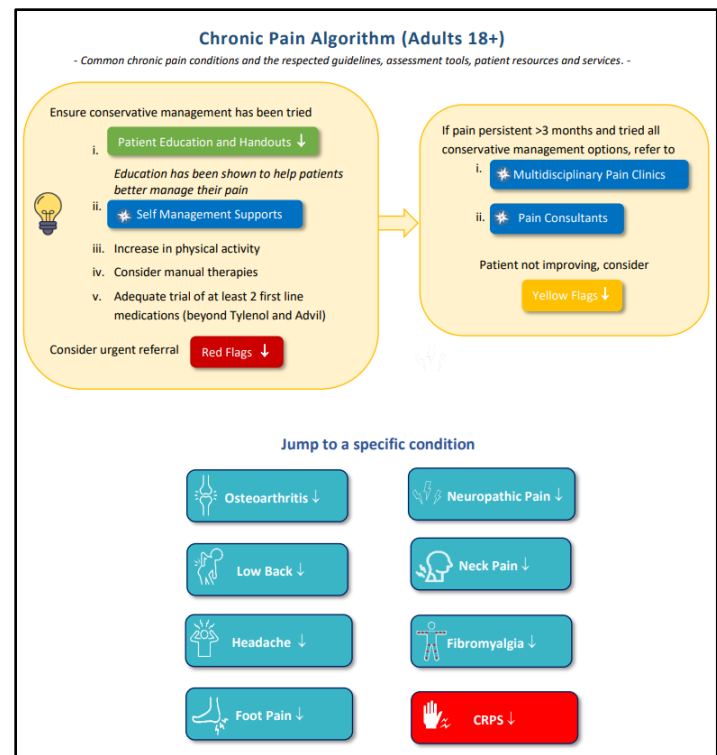 Chronic Pain Algorithm (Adults 18+)
- Common chronic pain conditions and the respected guidelines, assessment tools, patient resources and services. -
Ensure conservative management has been tried
i. Patient Education and Handouts ↓
Education has been shown to help patients
better manage their pain
ii. Self Management Supports
iii. Increase in physical activity
iv. Consider manual therapies
v. Adequate trial of at least 2 first line
medications (beyond Tylenol and Advil)
Consider urgent referral Red Flags ↓
If pain persistent >3 months and tried all
conservative management options, refer to
i. Multidisciplinary Pain Clinics
ii. Pain Consultants
Patient not improving, consider
Yellow Flags ↓
Jump to a specific condition
Osteoarthritis ↓
Neuropathic Pain ↓
Low Back ↓
Neck Pain ↓
Headache ↓
Fibromyalgia ↓
Foot Pain ↓
CRPS ↓